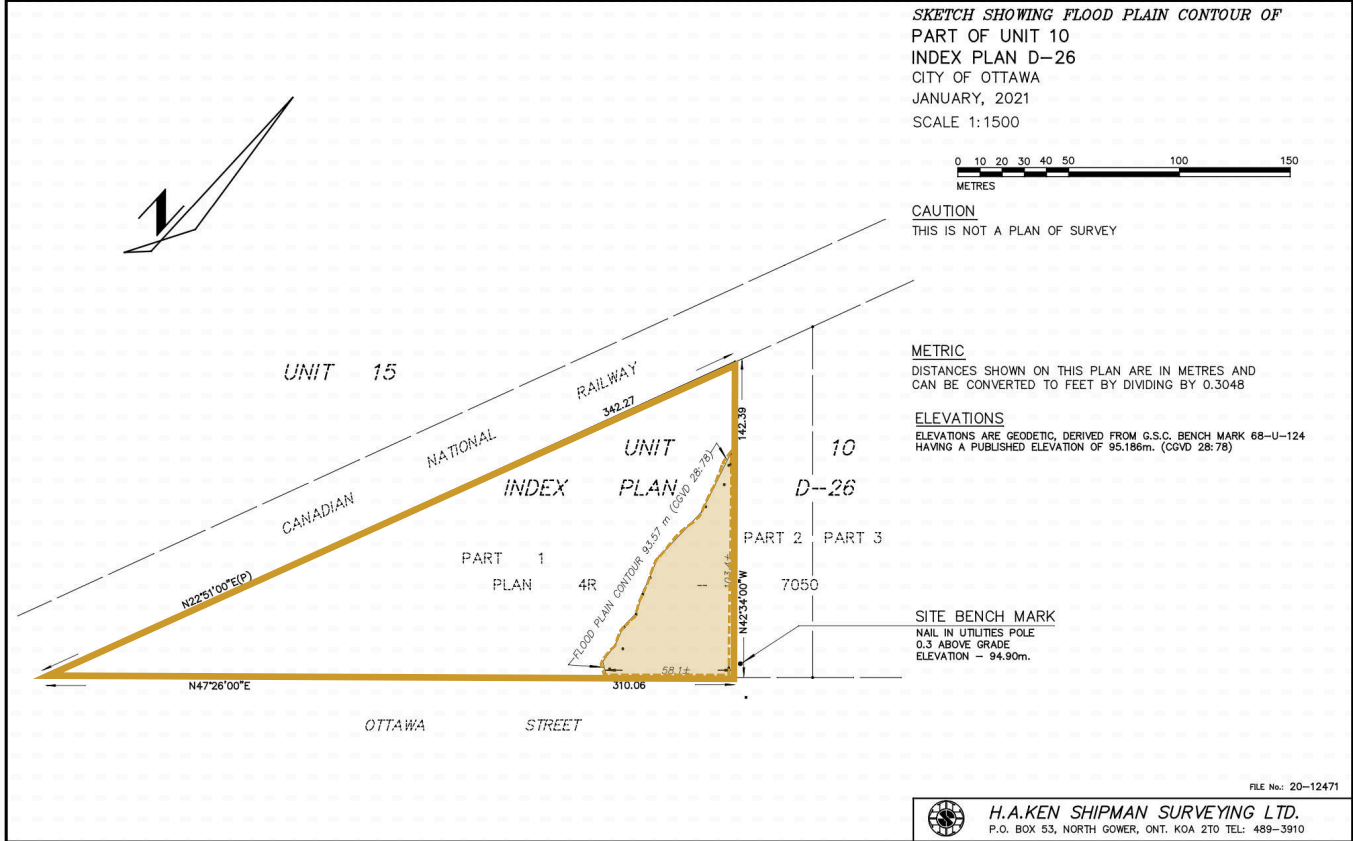 SKETCH SHOWING FLOOD PLAIN CONTOUR OF
PART OF UNIT 10
INDEX PLAN D-26
CITY OF OTTAWA
JANUARY, 2021
SCALE 1:1500
0 10 20 30 40 50 100 150
METRES
CAUTION
THIS IS NOT A PLAN OF SURVEY
METRIC
DISTANCES SHOWN ON THIS PLAN ARE IN METRES AND
CAN BE CONVERTED TO FEET BY DIVIDING BY 0.3048
ELEVATIONS
ELEVATIONS ARE GEODETIC, DERIVED FROM G.S.C. BENCH MARK 68-U-124
HAVING A PUBLISHED ELEVATION OF 95.186m. (CGVD 28:78)
SITE BENCH MARK
NAIL IN UTILITIES POLE
0.3 ABOVE GRADE
ELEVATION - 94.90m.
N
UNIT 15
CANADIAN NATIONAL RAILWAY
342.27
N22°51'00"E(P)
UNIT 10
INDEX PLAN D--26
142.39
FLOOD PLAIN CONTOUR 93.57 m (CGVD 28:78)
PART 1
PART 2
PART 3
PLAN 4R -- 7050
103.4±
N42°34'00"W
58.1±
N47°26'00"E
310.06
OTTAWA STREET
FILE No.: 20-12471
H.A.KEN SHIPMAN SURVEYING LTD.
P.O. BOX 53, NORTH GOWER, ONT. K0A 2T0 TEL: 489-3910